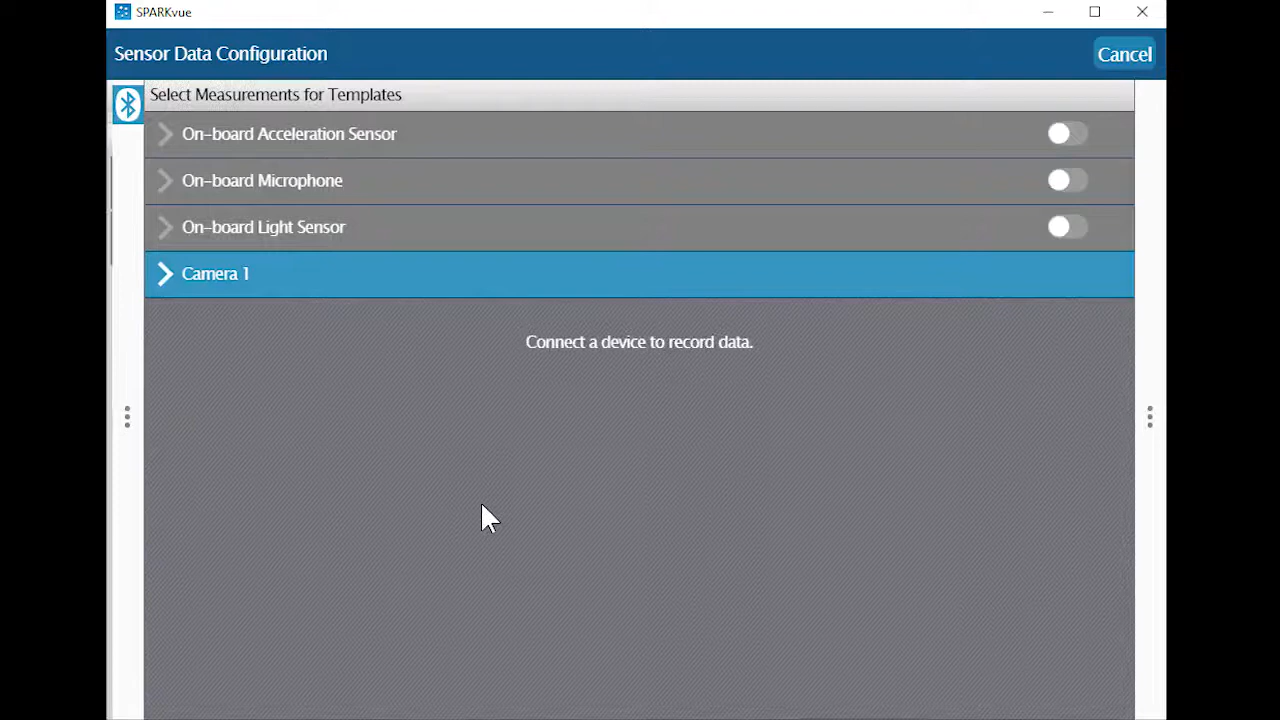 SPARKvue
Sensor Data Configuration
Cancel
Select Measurements for Templates
On-board Acceleration Sensor
On-board Microphone
On-board Light Sensor
Camera 1
Connect a device to record data.